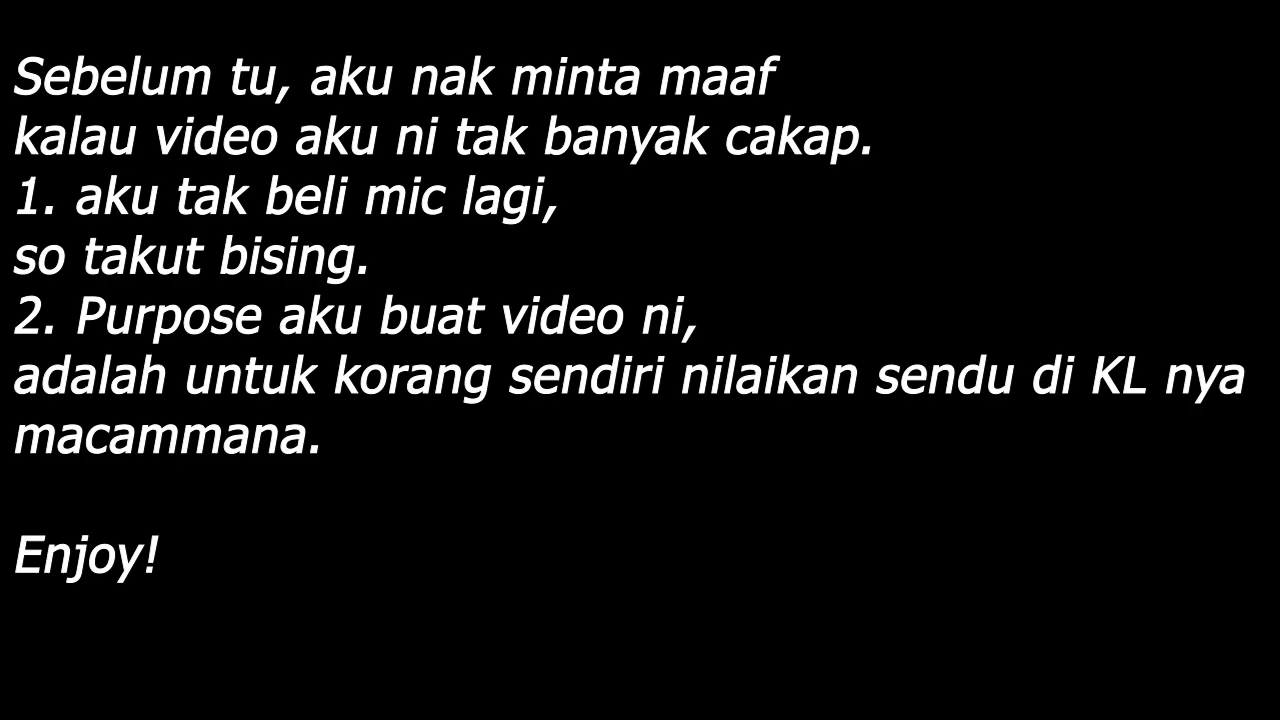 Sebelum tu, aku nak minta maaf
kalau video aku ni tak banyak cakap.
1. aku tak beli mic lagi,
so takut bising.
2. Purpose aku buat video ni,
adalah untuk korang sendiri nilaikan sendu di KL nya
macammana.
Enjoy!